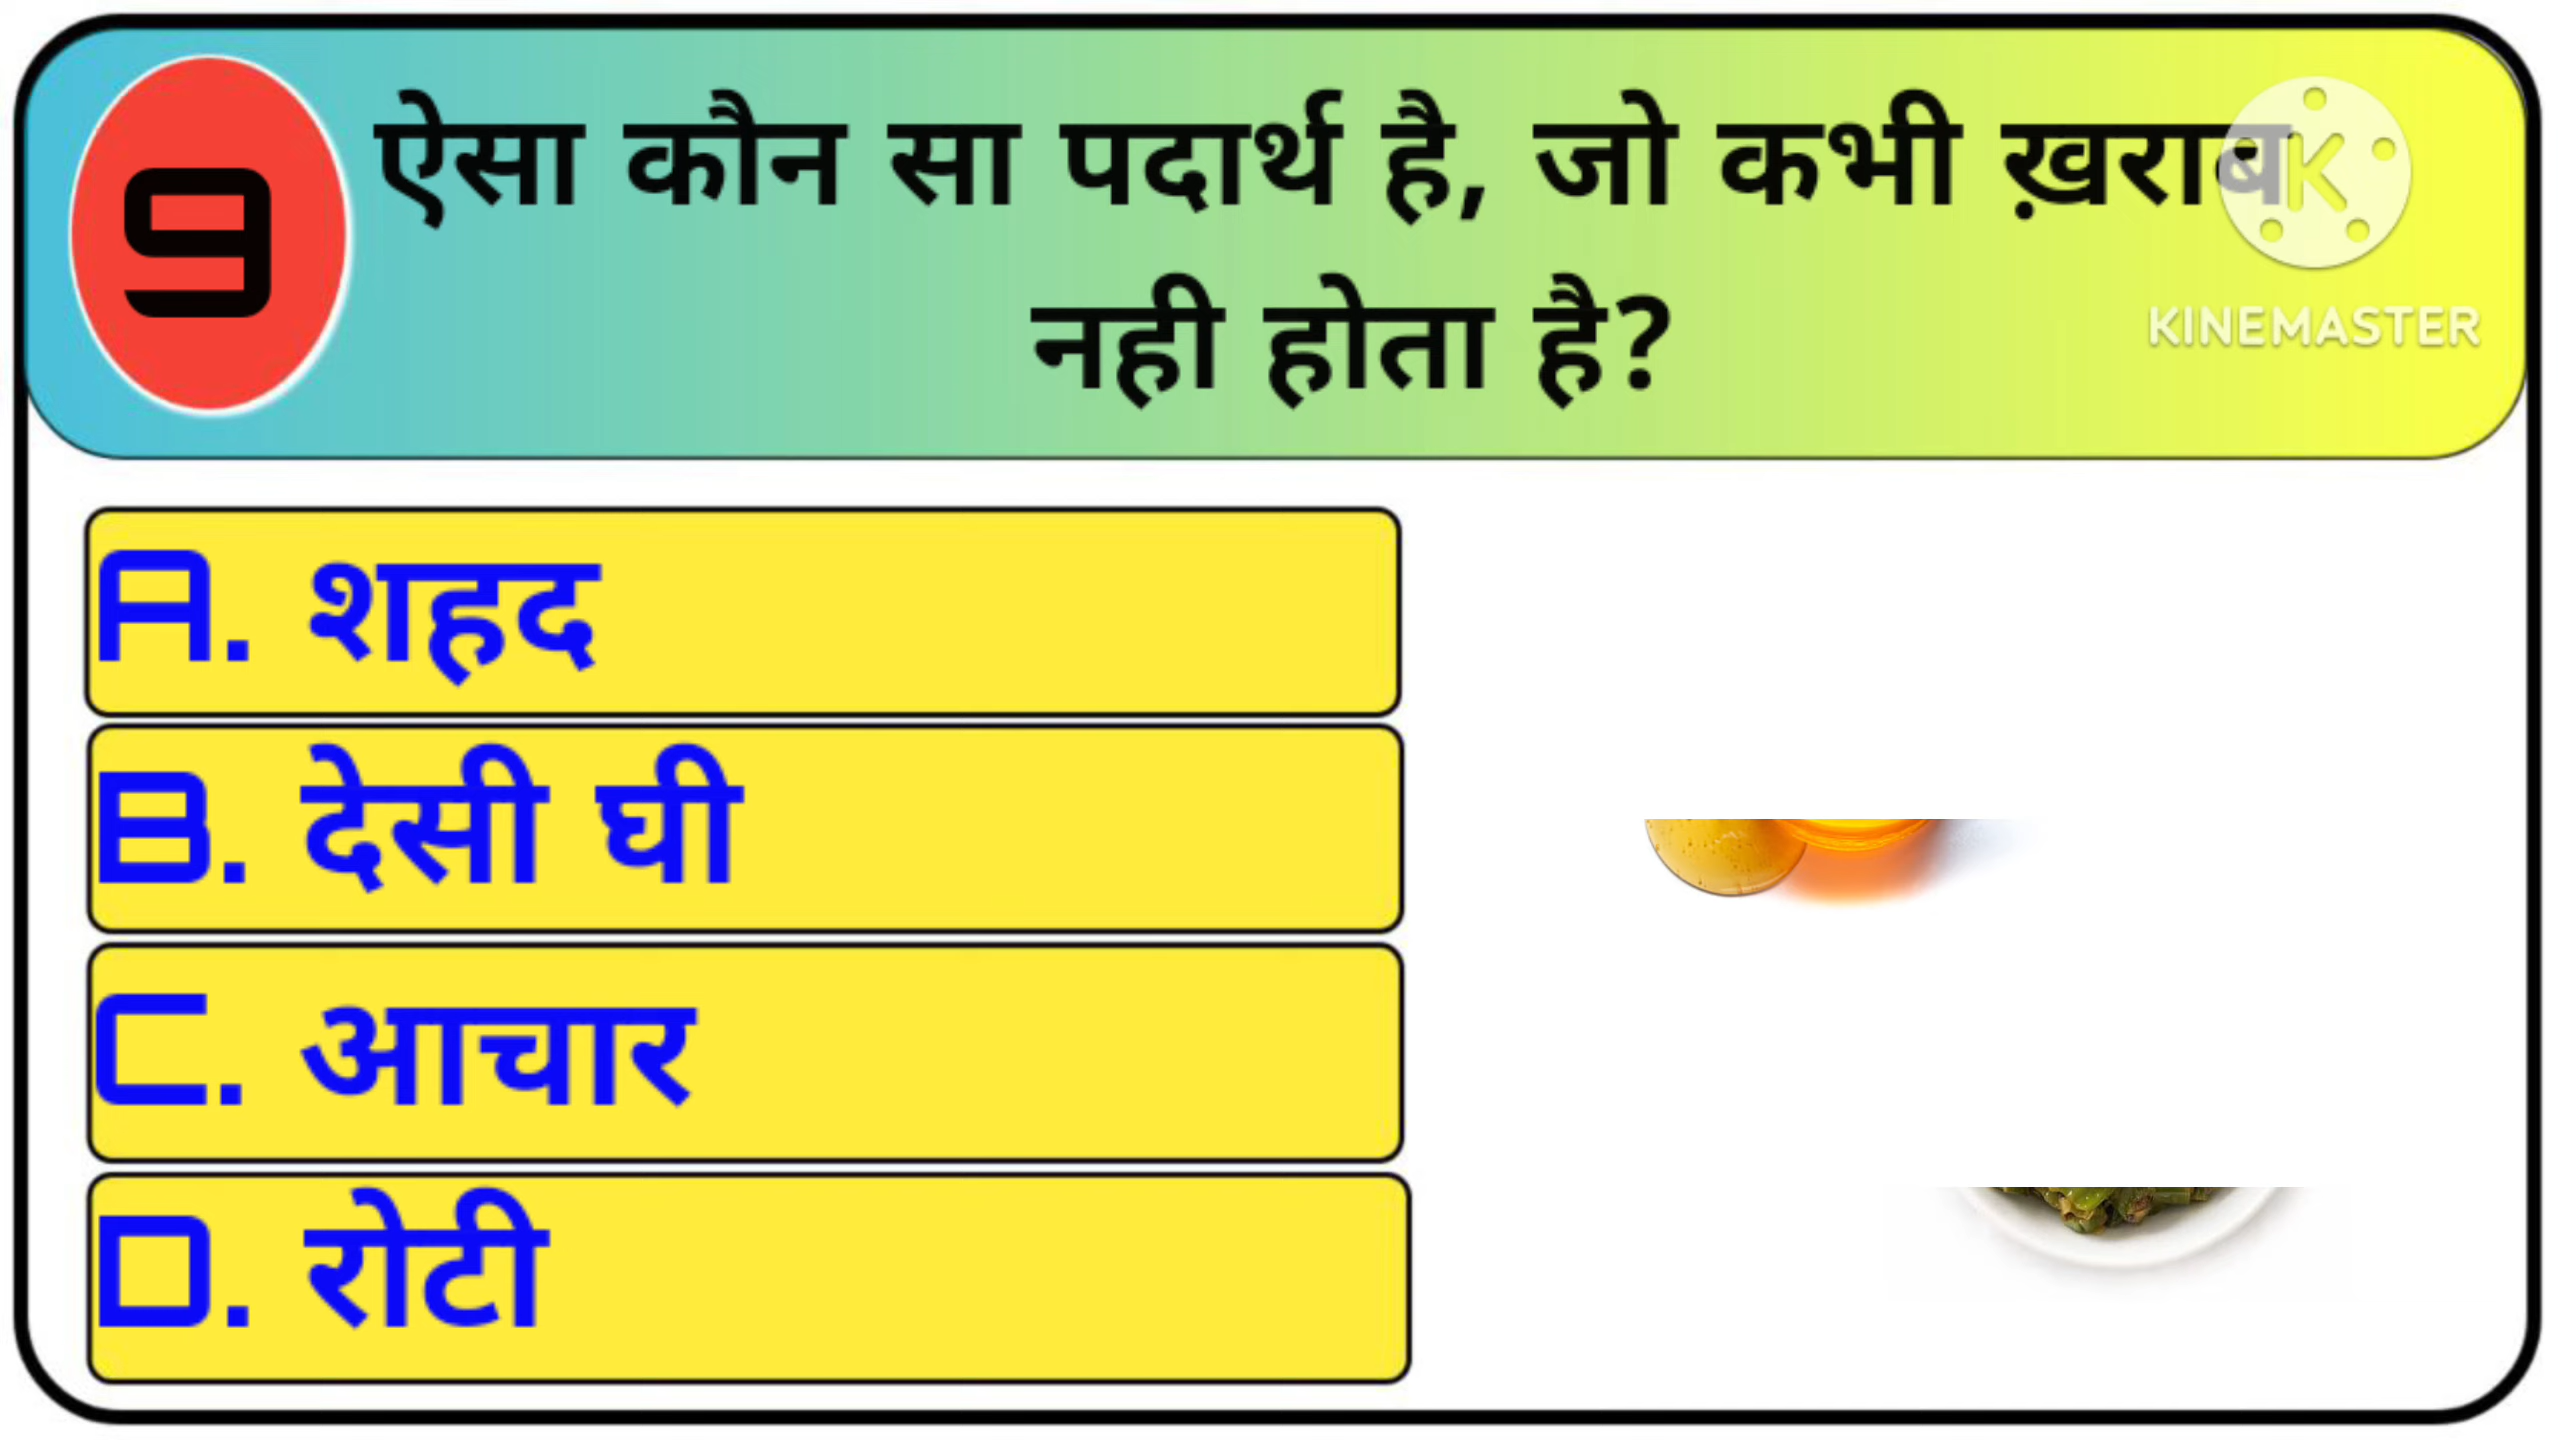 9
ऐसा कौन सा पदार्थ है, जो कभी ख़राब
नही होता है?
KINEMASTER
A. शहद
B. देसी घी
C. आचार
D. रोटी